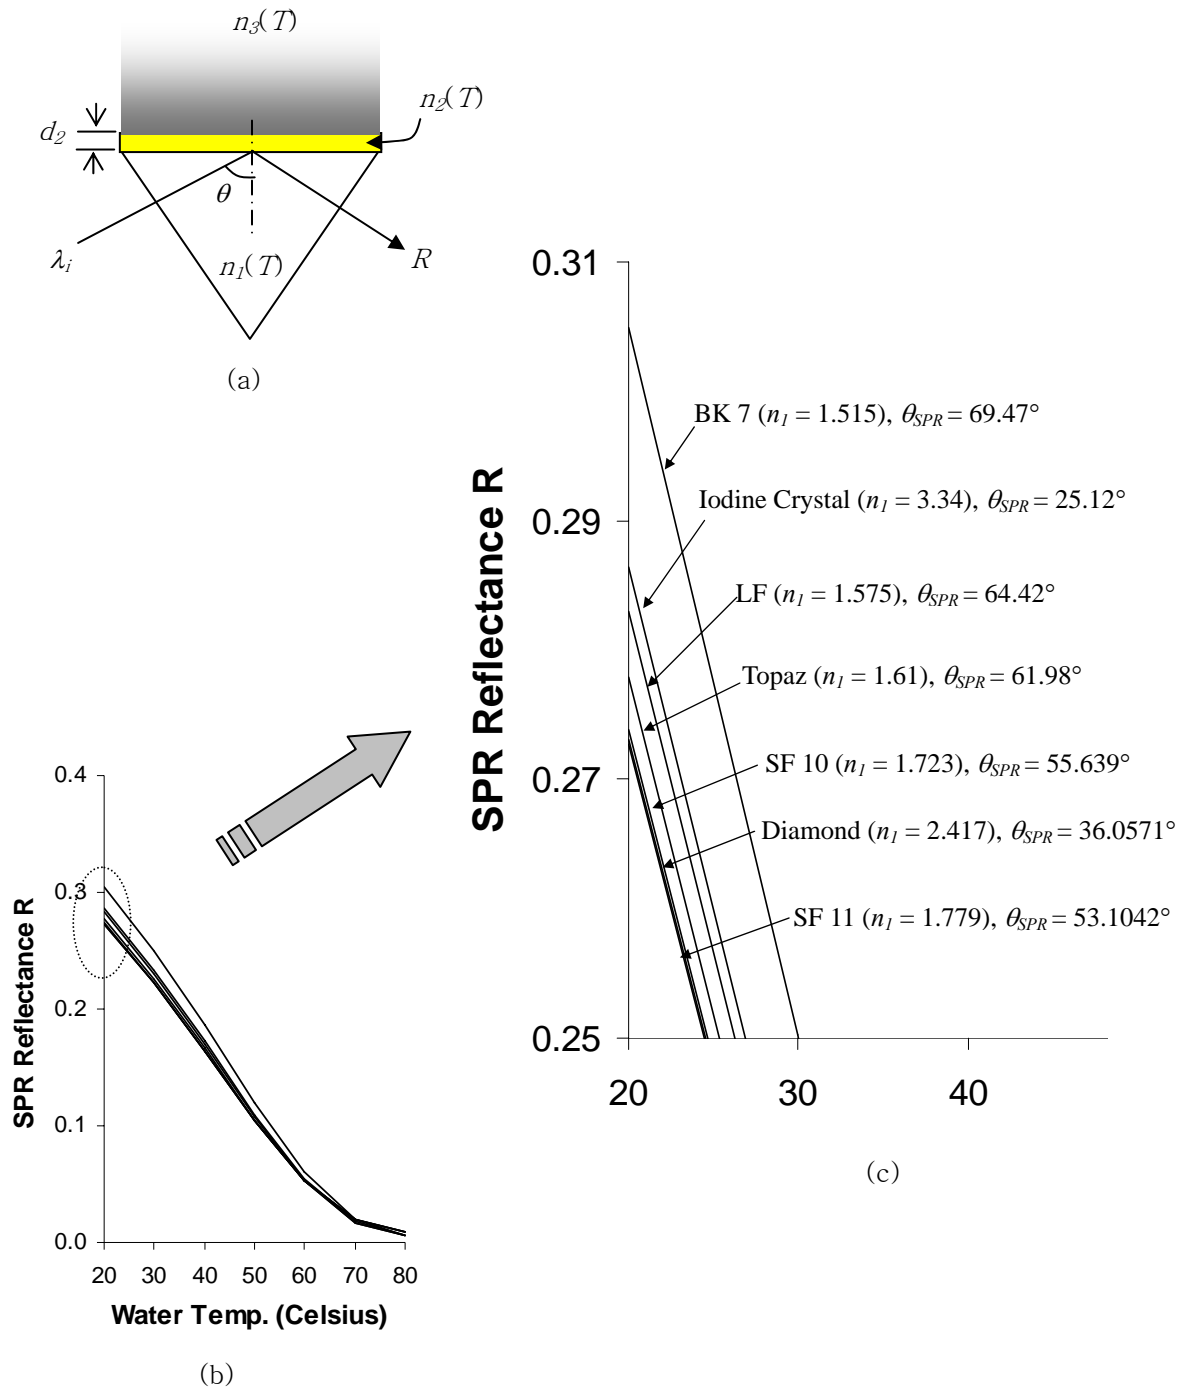 n3(T)
n2(T)
d2
θ
λi
n1(T)
R
(a)
SPR Reflectance R
0.31
0.29
0.27
0.25
20
30
40
BK 7 (n1 = 1.515), θSPR = 69.47°
Iodine Crystal (n1 = 3.34), θSPR = 25.12°
LF (n1 = 1.575), θSPR = 64.42°
Topaz (n1 = 1.61), θSPR = 61.98°
SF 10 (n1 = 1.723), θSPR = 55.639°
Diamond (n1 = 2.417), θSPR = 36.0571°
SF 11 (n1 = 1.779), θSPR = 53.1042°
(c)
SPR Reflectance R
0.4
0.3
0.2
0.1
0.0
20 30 40 50 60 70 80
Water Temp. (Celsius)
(b)